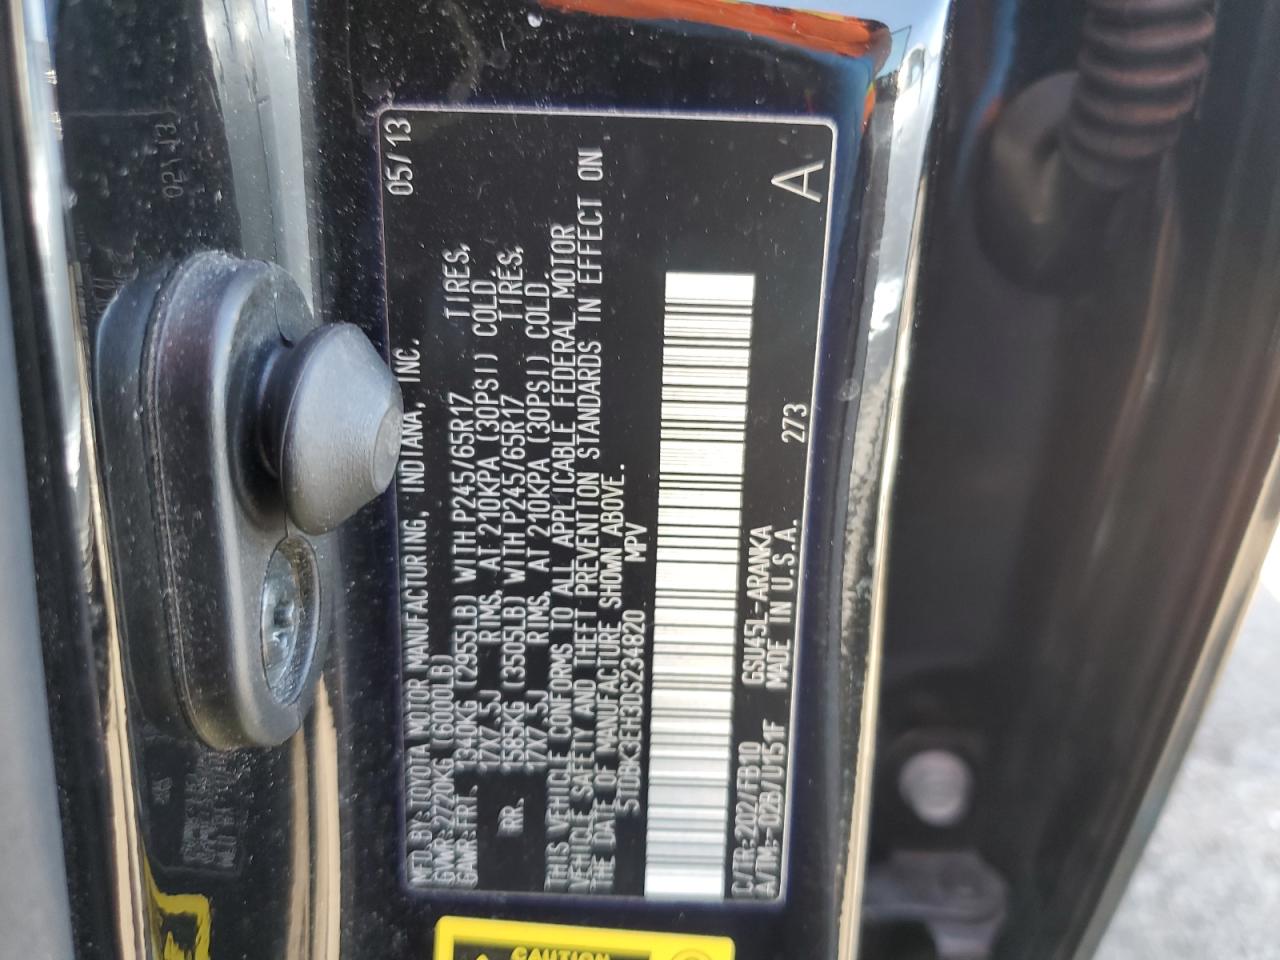 MFD.BY:TOYOTA MOTOR MANUFACTURING, INDIANA, INC. 05/13
GVWR:2720KG (6000LB)
GAWR:FRT. 1340KG (2955LB) WITH P245/65R17 TIRES,
17X7.5J RIMS, AT 210KPA (30PSI) COLD.
RR. 1585KG (3505LB) WITH P245/65R17 TIRES,
17X7.5J RIMS, AT 210KPA (30PSI) COLD.
THIS VEHICLE CONFORMS TO ALL APPLICABLE FEDERAL MOTOR
VEHICLE SAFETY AND THEFT PREVENTION STANDARDS IN EFFECT ON
THE DATE OF MANUFACTURE SHOWN ABOVE.
5TDBK3EH3DS234820 MPV
C/TR:202/FB10 GSU45L-ARANKA
A/TM:-02B/U151F MADE IN U.S.A. 273
A
CAUTION